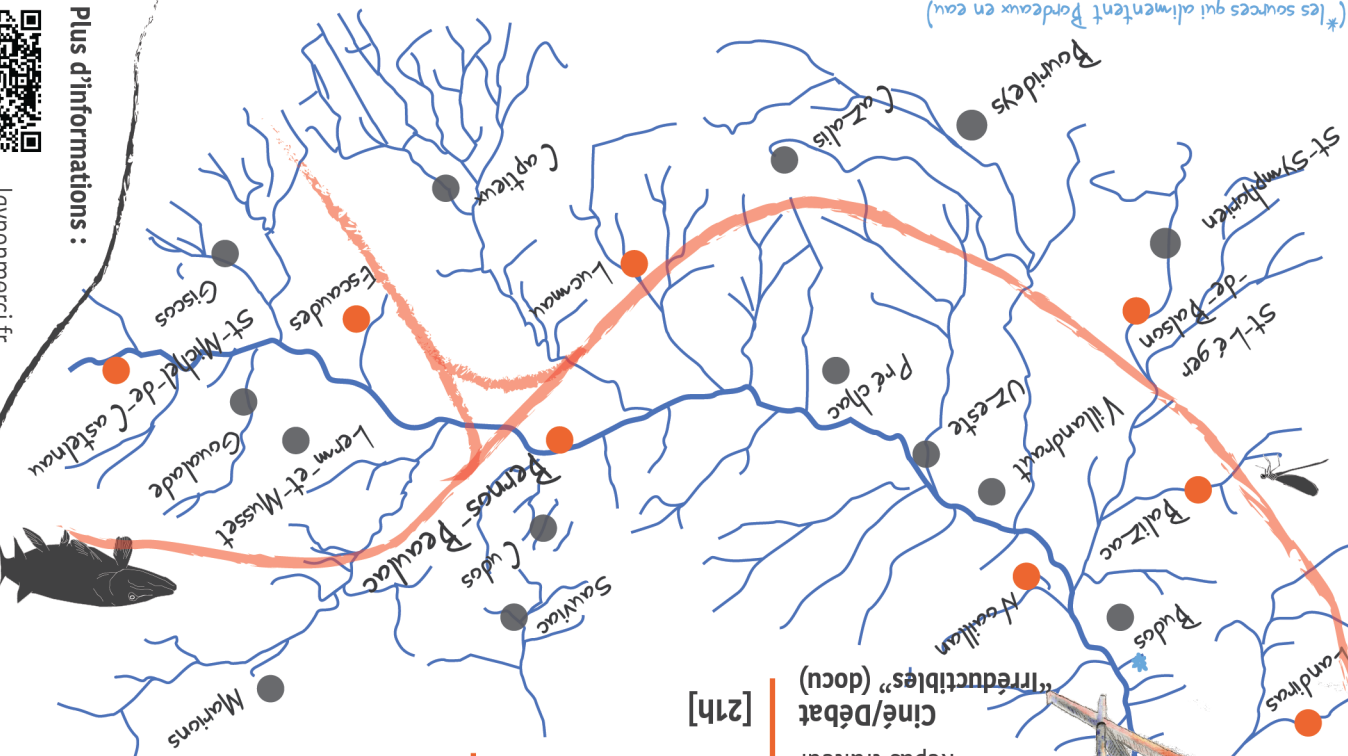 (*les sources qui alimentent Bordeaux en eau)
Plus d'informations :
Bourideys
Cazalis
Captieux
St-Symphorien
Lucmau
Escaudes
Giscos
St-Michel-de-Castelnau
St-Léger
-de-Balson
Préchac
Uzeste
Villandraut
Goualade
Lerm-et-Musset
Bernos-
Beaulac
Cudos
Sauviac
Balizac
Noaillan
Budos
Landiras
Marions
[21h]
Ciné/Débat
"Irréductibles" (docu)